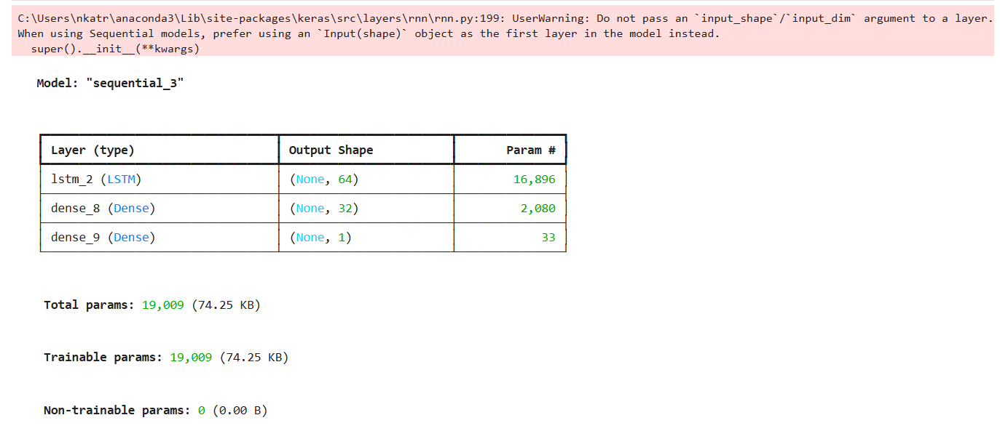 C:\Users\nkatr\anaconda3\Lib\site-packages\keras\src\layers\rnn\rnn.py:199: UserWarning: Do not pass an `input_shape`/`input_dim` argument to a layer.
When using Sequential models, prefer using an `Input(shape)` object as the first layer in the model instead.
  super().__init__(**kwargs)
Model: "sequential_3"
Layer (type) Output Shape Param #
lstm_2 (LSTM) (None, 64) 16,896
dense_8 (Dense) (None, 32) 2,080
dense_9 (Dense) (None, 1) 33
Total params: 19,009 (74.25 KB)
Trainable params: 19,009 (74.25 KB)
Non-trainable params: 0 (0.00 B)